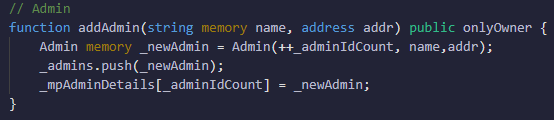 // Admin
function addAdmin(string memory name, address addr) public onlyOwner {
    Admin memory _newAdmin = Admin(++_adminIdCount, name,addr);
    _admins.push(_newAdmin);
    _mpAdminDetails[_adminIdCount] = _newAdmin;
}